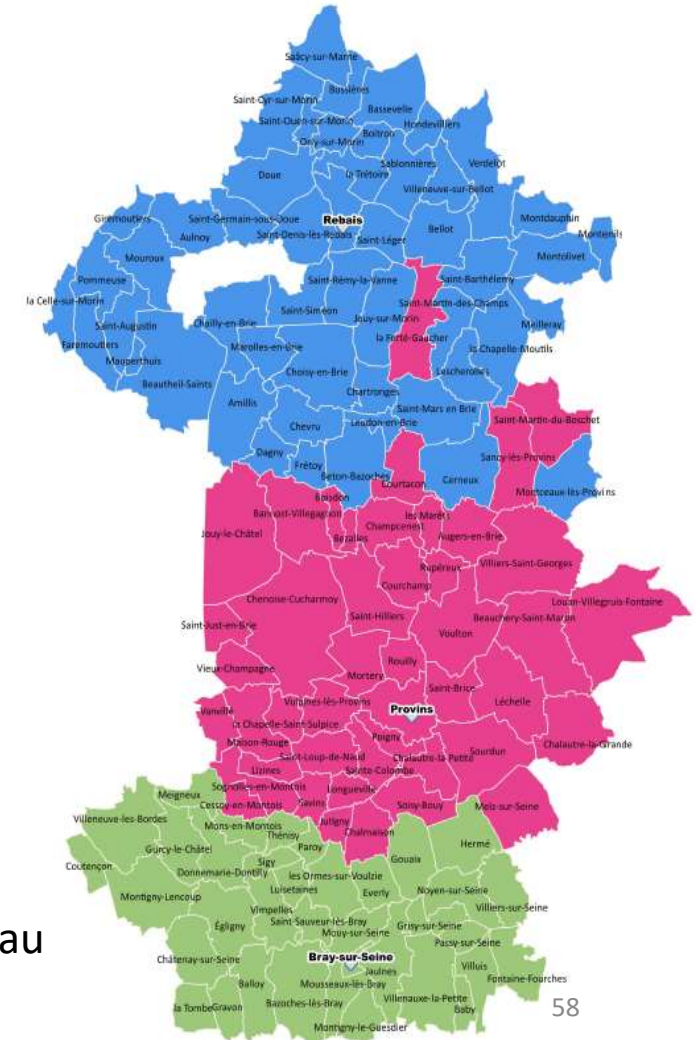 Saâcy-sur-Marne
Bussières
Saint-Cyr-sur-Morin
Bassevelle
Saint-Ouen-sur-Morin
Hondevilliers
Boitron
Orly-sur-Morin
Sablonnières
Verdelot
Doue
la Trétoire
Villeneuve-sur-Bellot
Giremoutiers
Saint-Germain-sous-Doue
Rebais
Montdauphin
Aulnoy
Saint-Denis-lès-Rebais
Saint-Léger
Bellot
Montenils
Mouroux
Montolivet
Pommeuse
Saint-Rémy-la-Vanne
Saint-Barthélemy
la Celle-sur-Morin
Saint-Martin-des-Champs
Saint-Siméon
Jouy-sur-Morin
Saint-Augustin
Chailly-en-Brie
Meilleray
la Ferté-Gaucher
Faremoutiers
Marolles-en-Brie
la Chapelle-Moutils
Mauperthuis
Choisy-en-Brie
Lescherolles
Beautheil-Saints
Chartronges
Amillis
Saint-Mars en Brie
Leudon-en-Brie
Saint-Martin-du-Boschet
Chevru
Dagny
Sancy-lès-Provins
Frétoy
Beton-Bazoches
Courtacon
Cerneux
Montceaux-lès-Provins
Boisdon
Bannost-Villegagnon
les Marêts
Champcenest
Jouy-le-Châtel
Bezalles
Augers-en-Brie
Rupéreux
Villiers-Saint-Georges
Courchamp
Chenoise-Cucharmoy
Louan-Villegruis-Fontaine
Saint-Hilliers
Beauchery-Saint-Martin
Saint-Just-en-Brie
Voulton
Rouilly
Vieux-Champagne
Mortery
Saint-Brice
Vulaines-lès-Provins
Léchelle
Vanvillé
Provins
la Chapelle-Saint-Sulpice
Poigny
Maison-Rouge
Chalautre-la-Grande
Sourdun
Saint-Loup-de-Naud
Chalautre-la-Petite
Lizines
Sainte-Colombe
Sognolles-en-Montois
Longueville
Meigneux
Cessoy-en-Montois
Savins
Soisy-Bouy
Melz-sur-Seine
Villeneuve-les-Bordes
Jutigny
Mons-en-Montois
Chalmaison
Thénisy
Hermé
Gurcy-le-Châtel
Paroy
Gouaix
Coutençon
Sigy
Donnemarie-Dontilly
les Ormes-sur-Voulzie
Luisetaines
Everly
Noyen-sur-Seine
Montigny-Lencoup
Vimpelles
Villiers-sur-Seine
Saint-Sauveur-lès-Bray
Égligny
Grisy-sur-Seine
Mouy-sur-Seine
au
Passy-sur-Seine
Châtenay-sur-Seine
Bray-sur-Seine
Villuis
Jaulnes
Fontaine-Fourches
Balloy
Mousseaux-lès-Bray
Villenauxe-la-Petite
la Tombe
Gravon
Bazoches-lès-Bray
Baby
58
Montigny-le-Guesdier